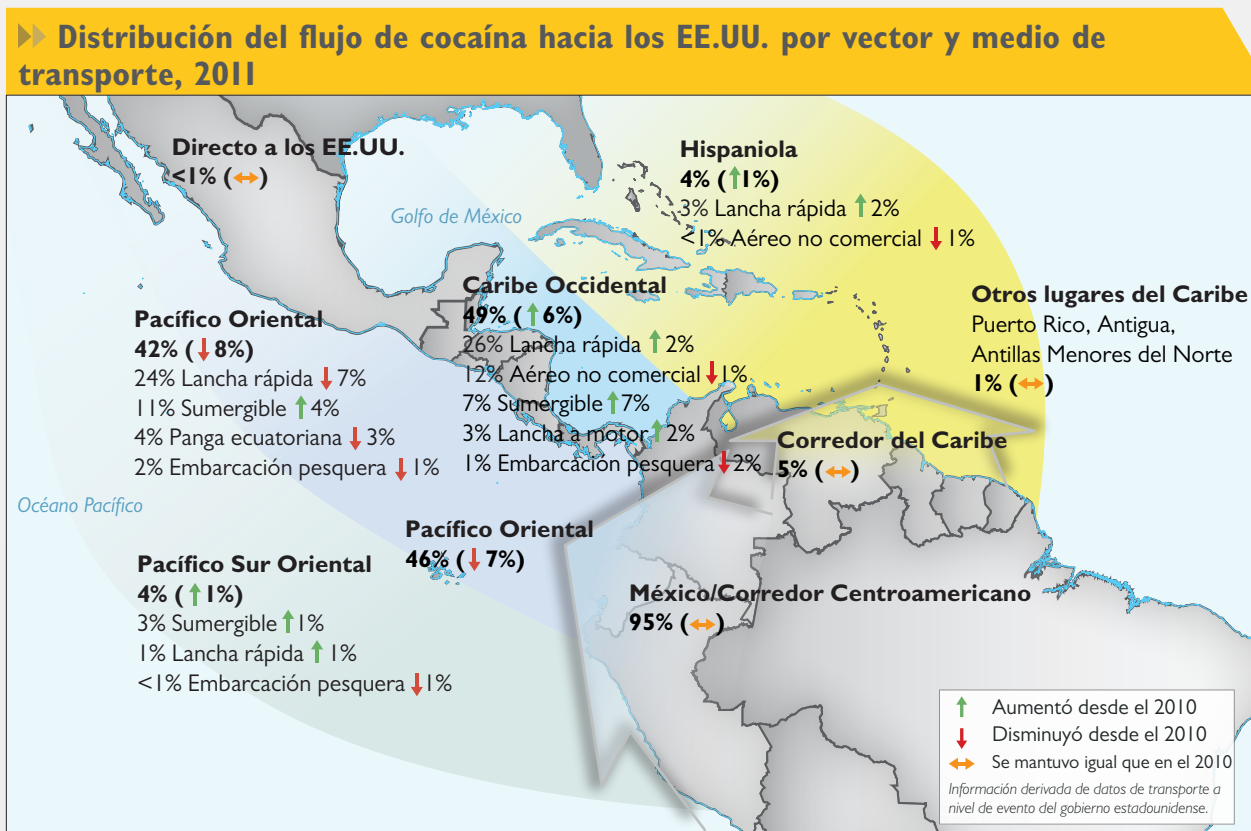 Distribución del flujo de cocaína hacia los EE.UU. por vector y medio de
transporte, 2011
Directo a los EE.UU.
<1% (↔)
Golfo de México
Hispaniola
4% (↑1%)
3% Lancha rápida ↑ 2%
<1% Aéreo no comercial ↓ 1%
Caribe Occidental
49% (↑6%)
26% Lancha rápida ↑ 2%
12% Aéreo no comercial ↓1%
7% Sumergible ↑7%
3% Lancha a motor ↑ 2%
1% Embarcación pesquera ↓2%
Otros lugares del Caribe
Puerto Rico, Antigua,
Antillas Menores del Norte
1% (↔)
Pacífico Oriental
42% (↓ 8%)
24% Lancha rápida ↓ 7%
11% Sumergible ↑ 4%
4% Panga ecuatoriana ↓ 3%
2% Embarcación pesquera ↓ 1%
Corredor del Caribe
5% (↔)
Océano Pacífico
Pacífico Oriental
46% (↓ 7%)
Pacífico Sur Oriental
4% (↑ 1%)
3% Sumergible ↑1%
1% Lancha rápida ↑ 1%
<1% Embarcación pesquera ↓1%
México/Corredor Centroamericano
95% (↔)
↑ Aumentó desde el 2010
↓ Disminuyó desde el 2010
↔ Se mantuvo igual que en el 2010
Información derivada de datos de transporte a
nivel de evento del gobierno estadounidense.